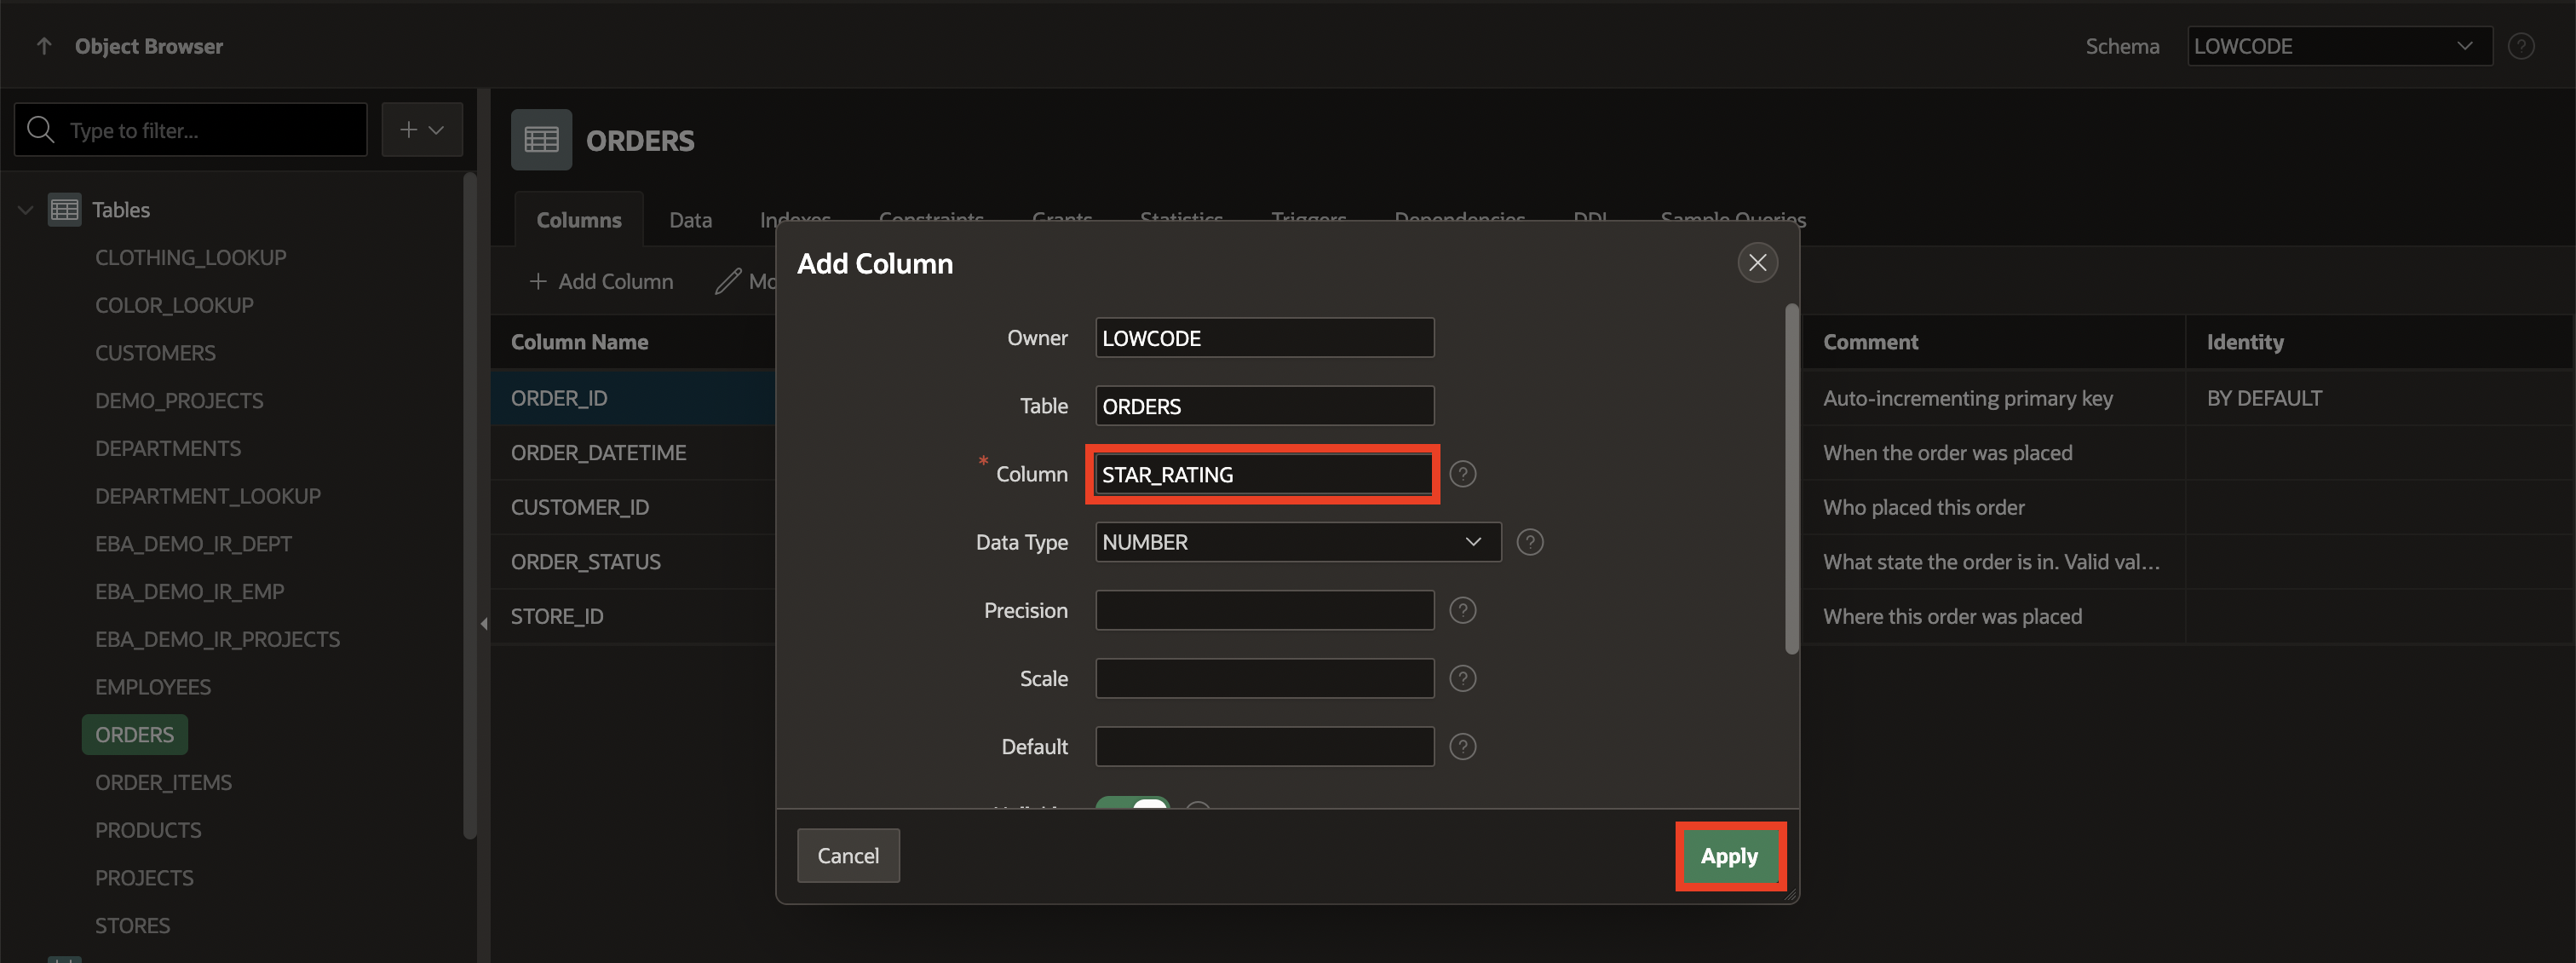 Object Browser
Schema LOWCODE
Type to filter...
ORDERS
Tables
CLOTHING_LOOKUP
COLOR_LOOKUP
CUSTOMERS
DEMO_PROJECTS
DEPARTMENTS
DEPARTMENT_LOOKUP
EBA_DEMO_IR_DEPT
EBA_DEMO_IR_EMP
EBA_DEMO_IR_PROJECTS
EMPLOYEES
ORDERS
ORDER_ITEMS
PRODUCTS
PROJECTS
STORES
Columns Data Indexes Constraints Grants Statistics Triggers Dependencies DDL Sample Queries
Add Column
Column Name Comment Identity
ORDER_ID Auto-incrementing primary key BY DEFAULT
ORDER_DATETIME When the order was placed
CUSTOMER_ID Who placed this order
ORDER_STATUS What state the order is in. Valid val...
STORE_ID Where this order was placed
Add Column
Owner LOWCODE
Table ORDERS
* Column STAR_RATING
Data Type NUMBER
Precision
Scale
Default
Cancel Apply